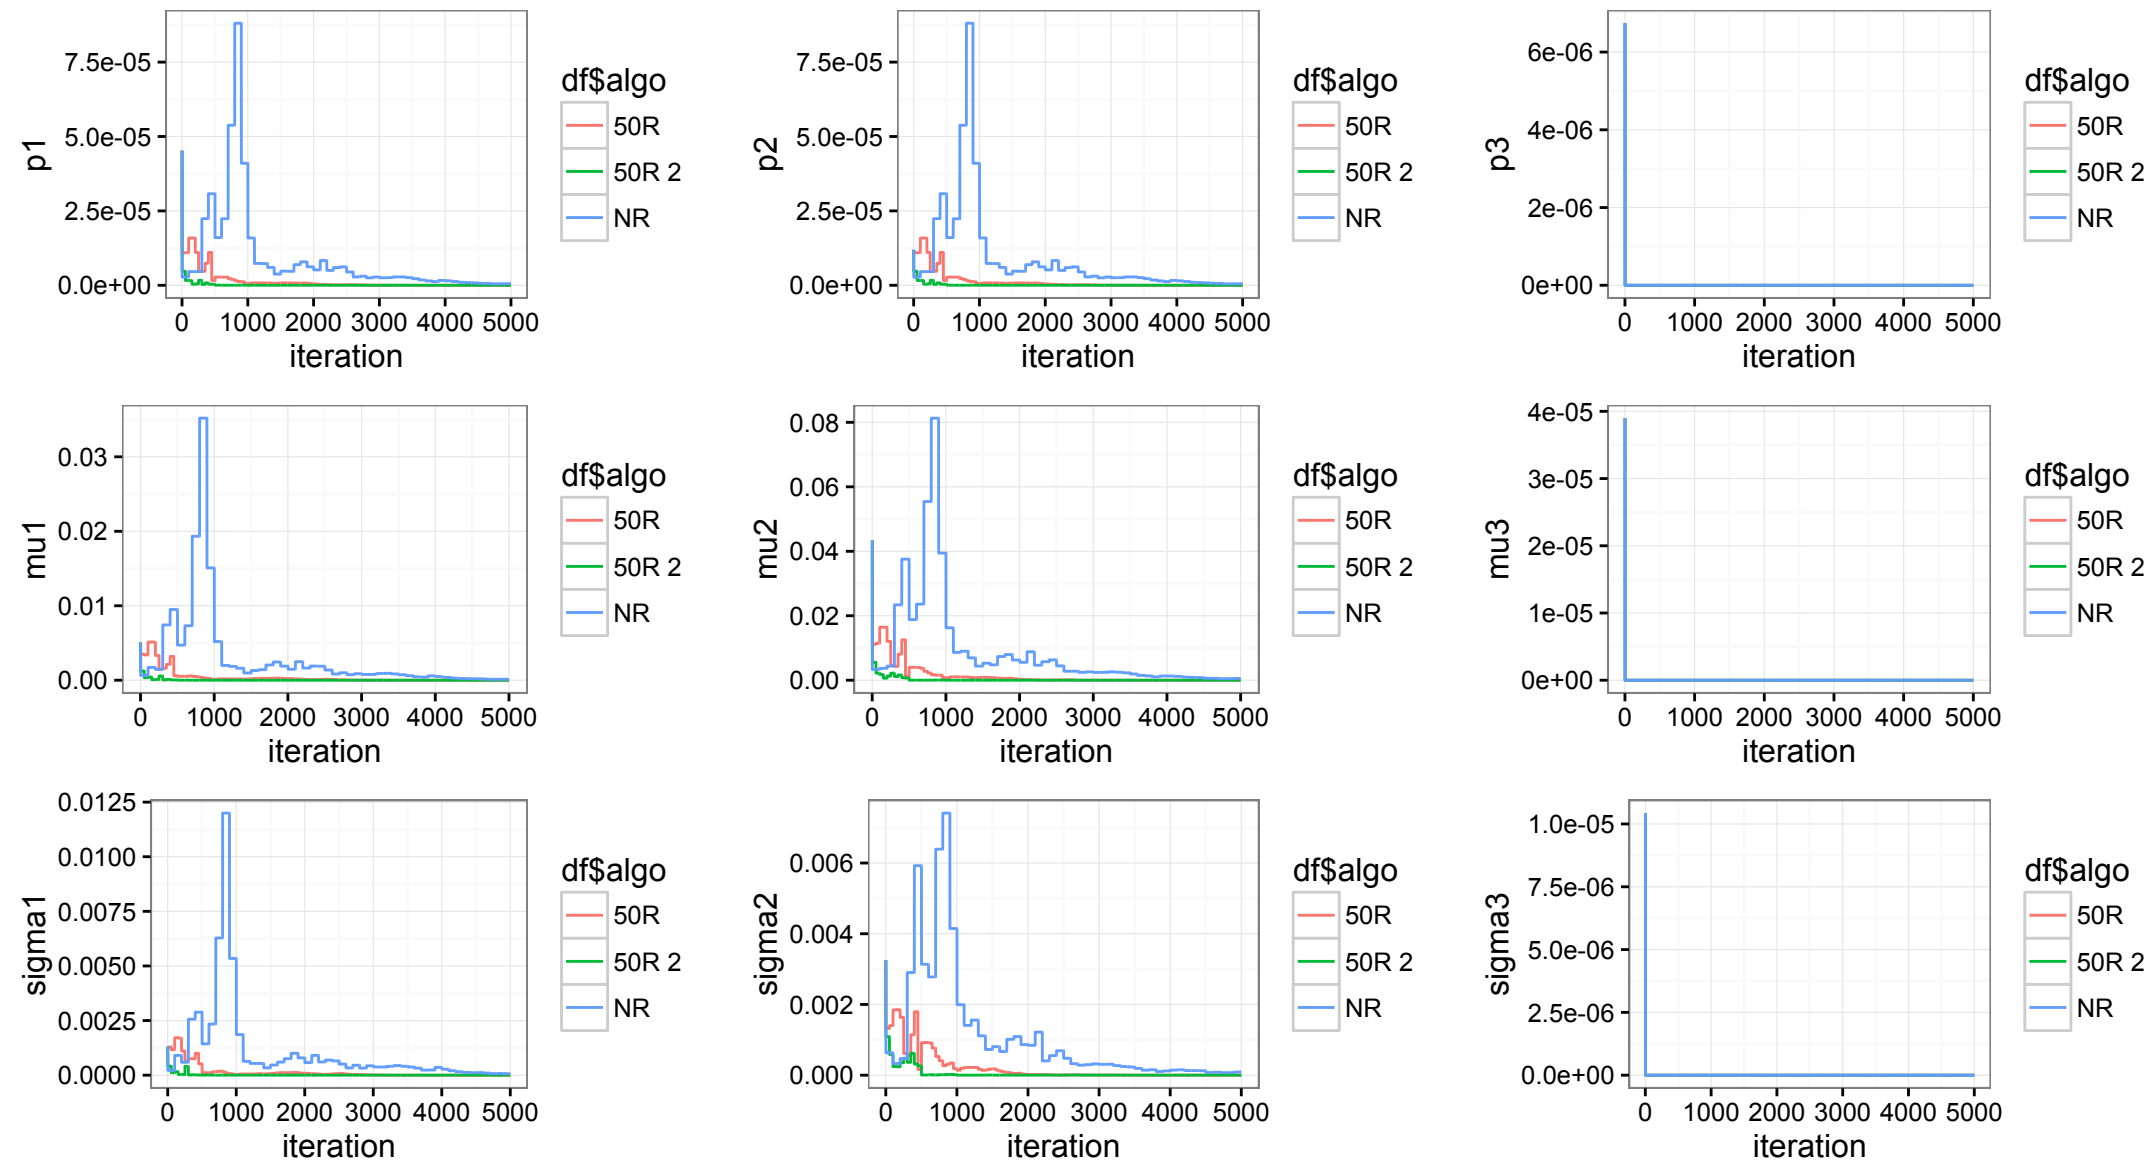 p1
7.5e-05
5.0e-05
2.5e-05
0.0e+00
0 1000 2000 3000 4000 5000
iteration
df$algo
50R
50R 2
NR
p2
7.5e-05
5.0e-05
2.5e-05
0.0e+00
0 1000 2000 3000 4000 5000
iteration
df$algo
50R
50R 2
NR
p3
6e-06
4e-06
2e-06
0e+00
0 1000 2000 3000 4000 5000
iteration
df$algo
50R
50R 2
NR
mu1
0.03
0.02
0.01
0.00
0 1000 2000 3000 4000 5000
iteration
df$algo
50R
50R 2
NR
mu2
0.08
0.06
0.04
0.02
0.00
0 1000 2000 3000 4000 5000
iteration
df$algo
50R
50R 2
NR
mu3
4e-05
3e-05
2e-05
1e-05
0e+00
0 1000 2000 3000 4000 5000
iteration
df$algo
50R
50R 2
NR
sigma1
0.0125
0.0100
0.0075
0.0050
0.0025
0.0000
0 1000 2000 3000 4000 5000
iteration
df$algo
50R
50R 2
NR
sigma2
0.006
0.004
0.002
0.000
0 1000 2000 3000 4000 5000
iteration
df$algo
50R
50R 2
NR
sigma3
1.0e-05
7.5e-06
5.0e-06
2.5e-06
0.0e+00
0 1000 2000 3000 4000 5000
iteration
df$algo
50R
50R 2
NR